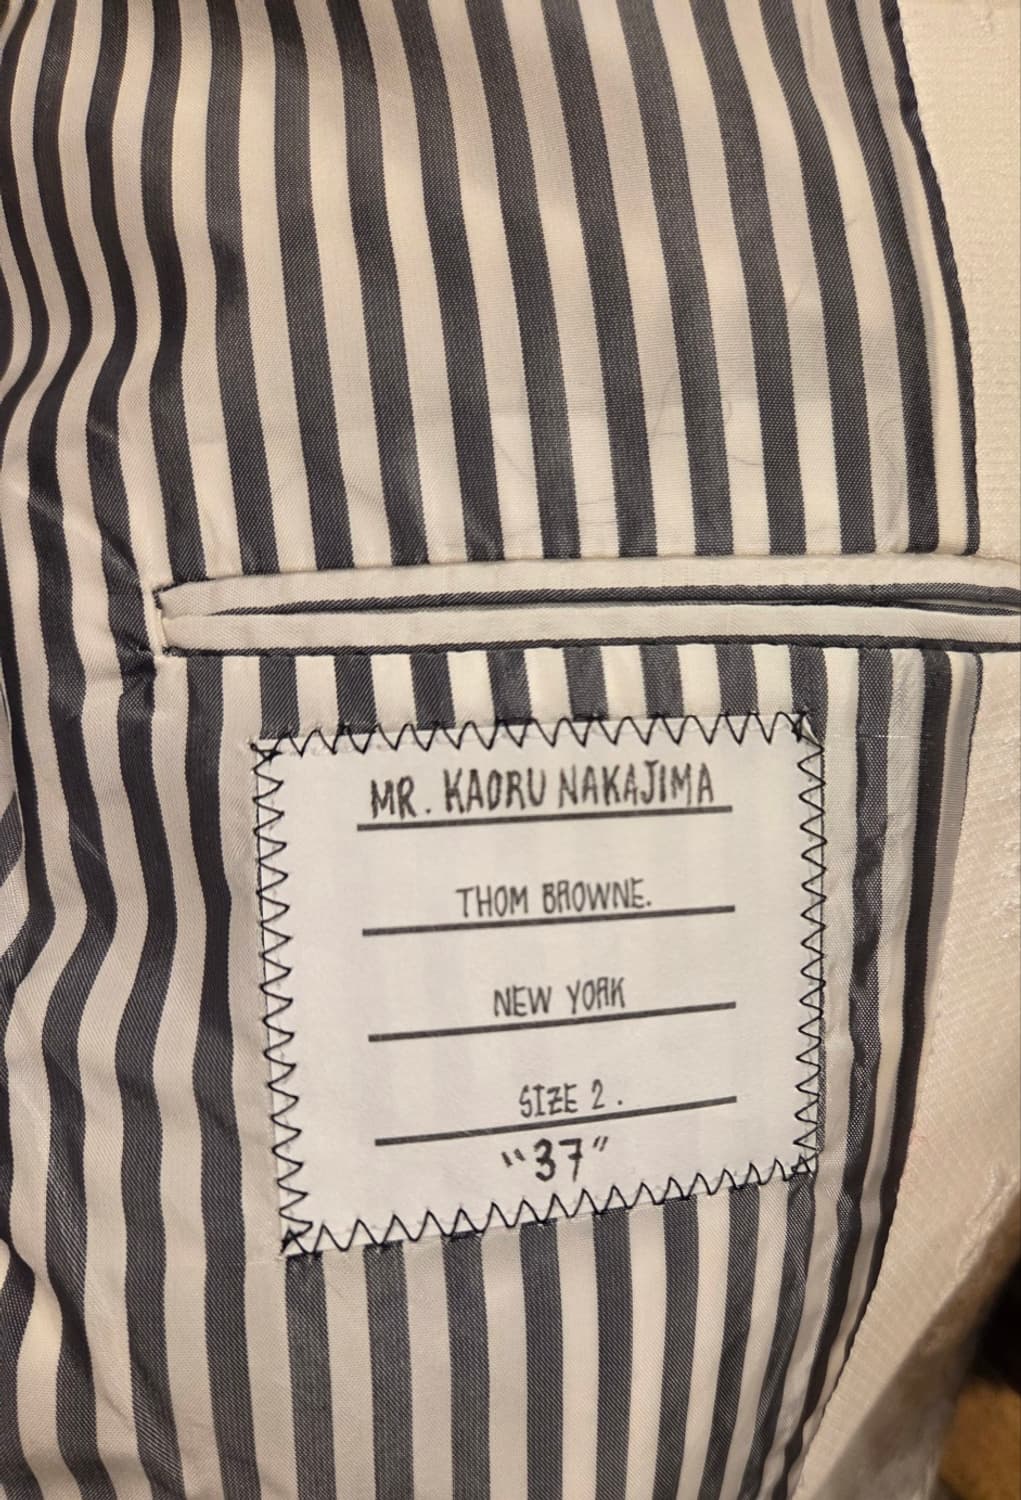 MR. KAORU NAKAJIMA
THOM BROWNE.
NEW YORK
SIZE 2.
"37"